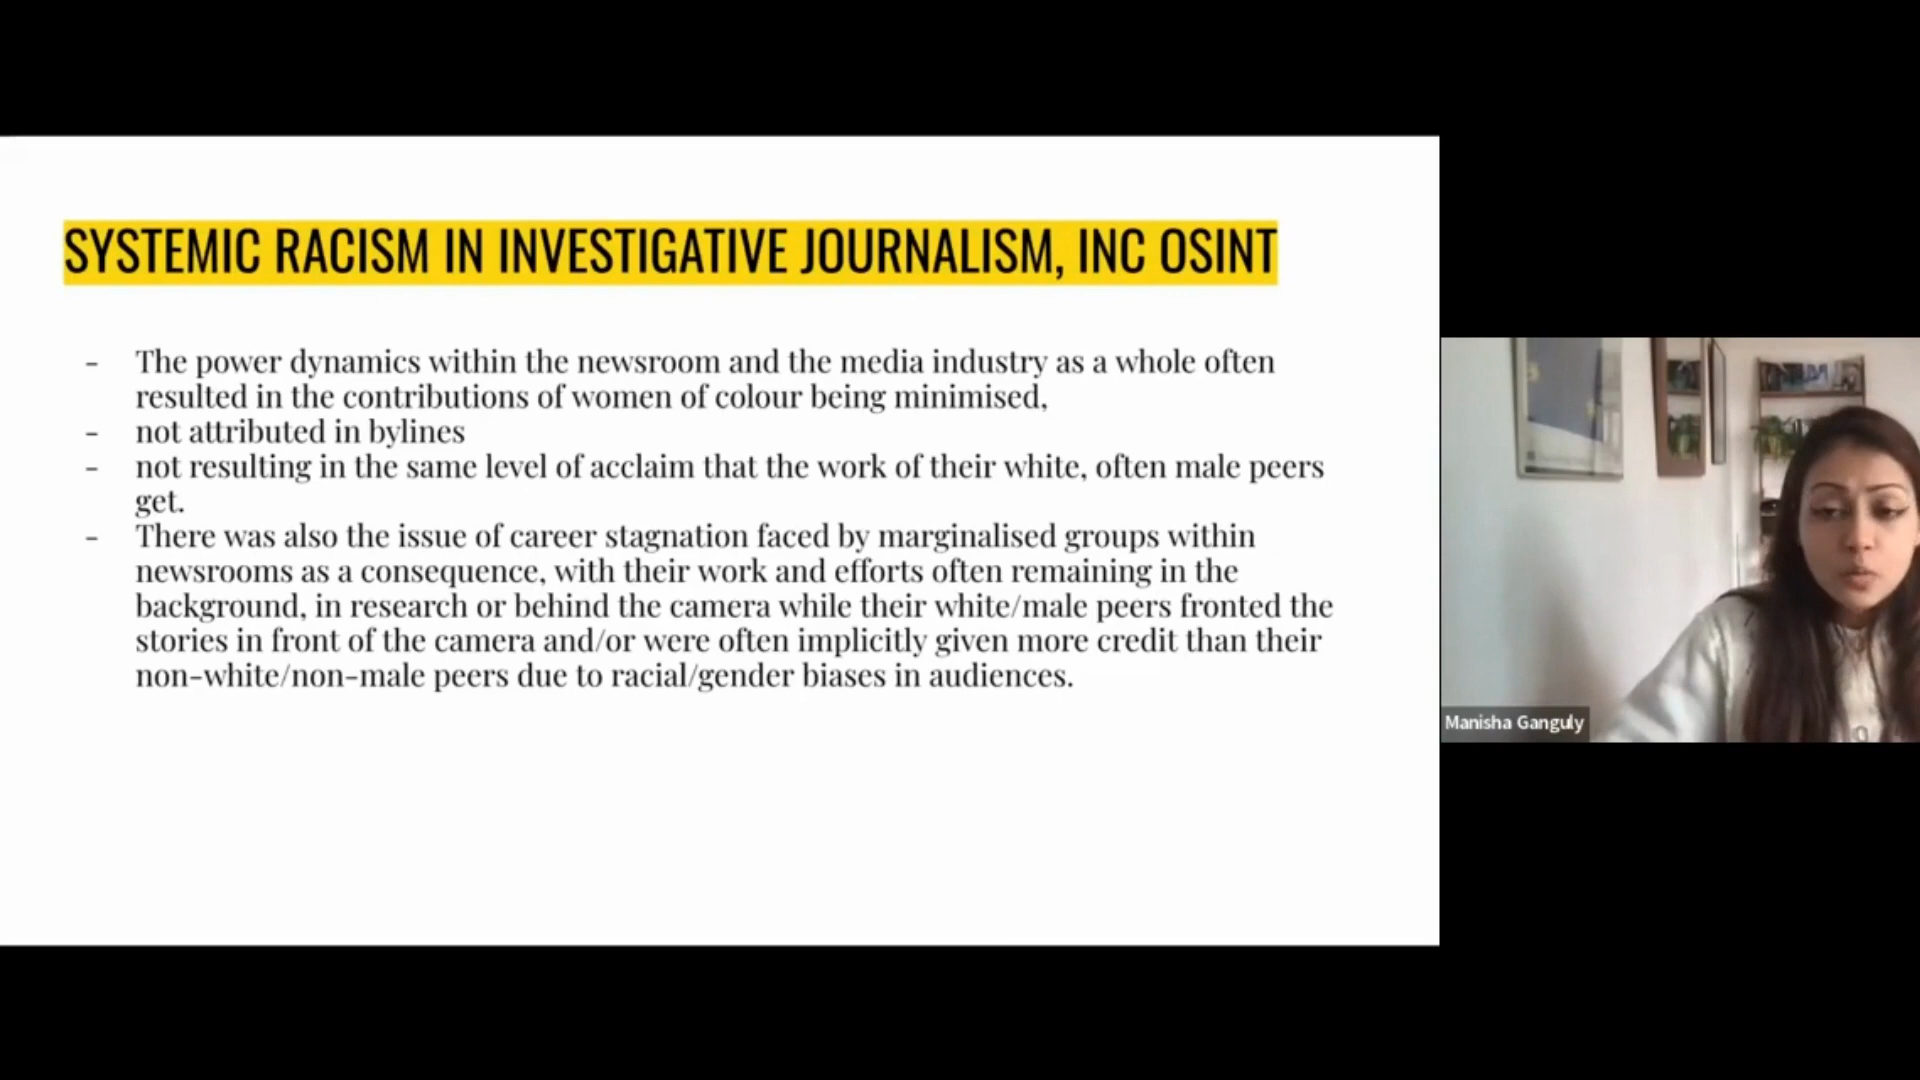 SYSTEMIC RACISM IN INVESTIGATIVE JOURNALISM, INC OSINT
- The power dynamics within the newsroom and the media industry as a whole often
resulted in the contributions of women of colour being minimised,
- not attributed in bylines
- not resulting in the same level of acclaim that the work of their white, often male peers
get.
- There was also the issue of career stagnation faced by marginalised groups within
newsrooms as a consequence, with their work and efforts often remaining in the
background, in research or behind the camera while their white/male peers fronted the
stories in front of the camera and/or were often implicitly given more credit than their
non-white/non-male peers due to racial/gender biases in audiences.
Manisha Ganguly